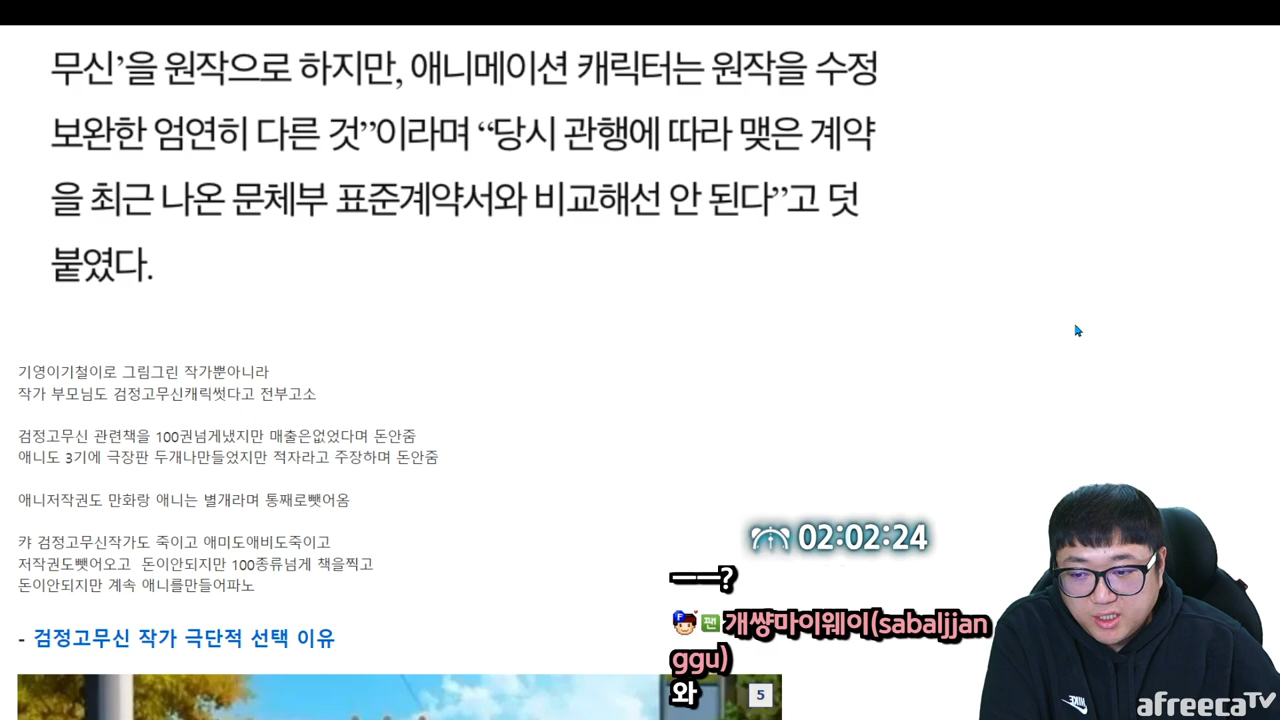 무신’을 원작으로 하지만, 애니메이션 캐릭터는 원작을 수정
보완한 엄연히 다른 것”이라며 “당시 관행에 따라 맺은 계약
을 최근 나온 문체부 표준계약서와 비교해선 안 된다”고 덧
붙였다.
기영이기철이로 그림그린 작가뿐아니라
작가 부모님도 검정고무신캐릭썻다고 전부고소
검정고무신 관련책을 100권넘게냈지만 매출은없었다며 돈안줌
애니도 3기에 극장판 두개나만들었지만 적자라고 주장하며 돈안줌
애니저작권도 만화랑 애니는 별개라며 통째로뺏어옴
캬 검정고무신작가도 죽이고 애미도애비도죽이고
저작권도뺏어오고 돈이안되지만 100종류넘게 책을찍고
돈이안되지만 계속 애니를만들어파노
- 검정고무신 작가 극단적 선택 이유
5
02:02:24
ㅡㅡ?
F 팬 개썅마이웨이(sabaljjan
ggu)
와
NIKE
afreecaTV